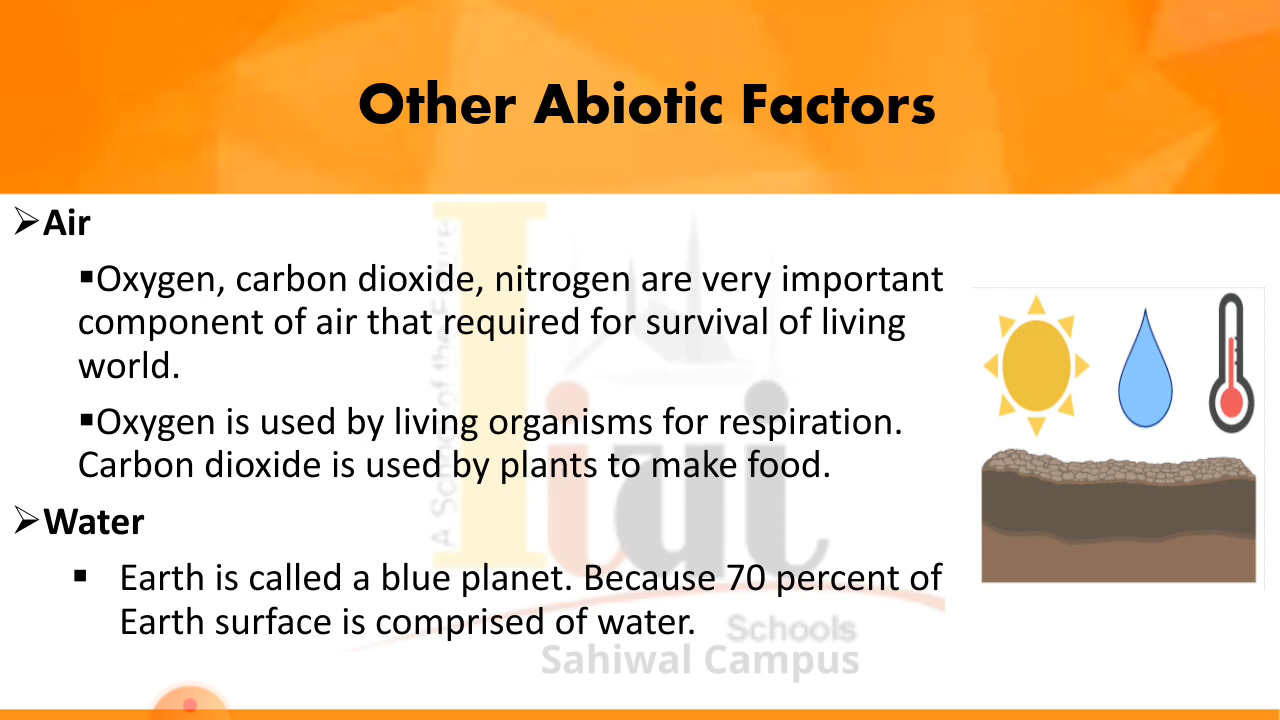 Other Abiotic Factors
➢Air
▪Oxygen, carbon dioxide, nitrogen are very important
component of air that required for survival of living
world.
▪Oxygen is used by living organisms for respiration.
Carbon dioxide is used by plants to make food.
➢Water
▪ Earth is called a blue planet. Because 70 percent of
Earth surface is comprised of water.
Schools
Sahiwal Campus